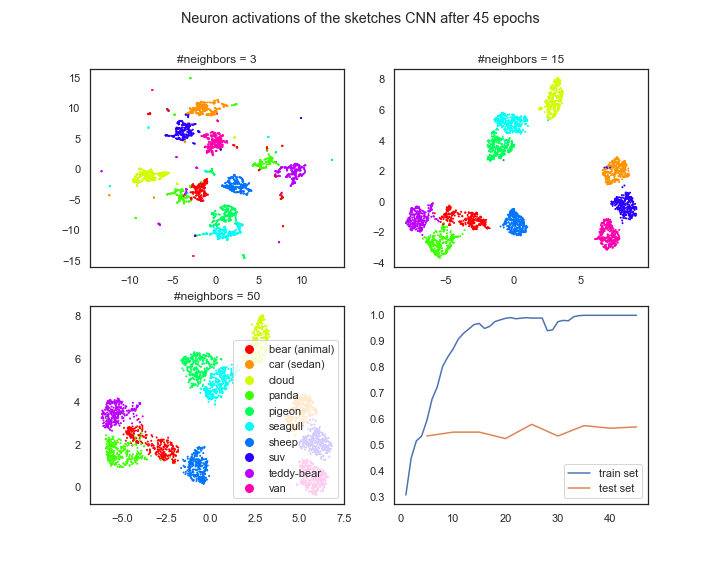 Neuron activations of the sketches CNN after 45 epochs
#neighbors = 3
15
10
5
0
−5
−10
−15
−10
−5
0
5
10
#neighbors = 15
8
6
4
2
0
−2
−4
−5
0
5
#neighbors = 50
8
6
4
2
0
−5.0
−2.5
0.0
2.5
5.0
7.5
bear (animal)
car (sedan)
cloud
panda
pigeon
seagull
sheep
suv
teddy-bear
van
1.0
0.9
0.8
0.7
0.6
0.5
0.4
0.3
0
10
20
30
40
train set
test set